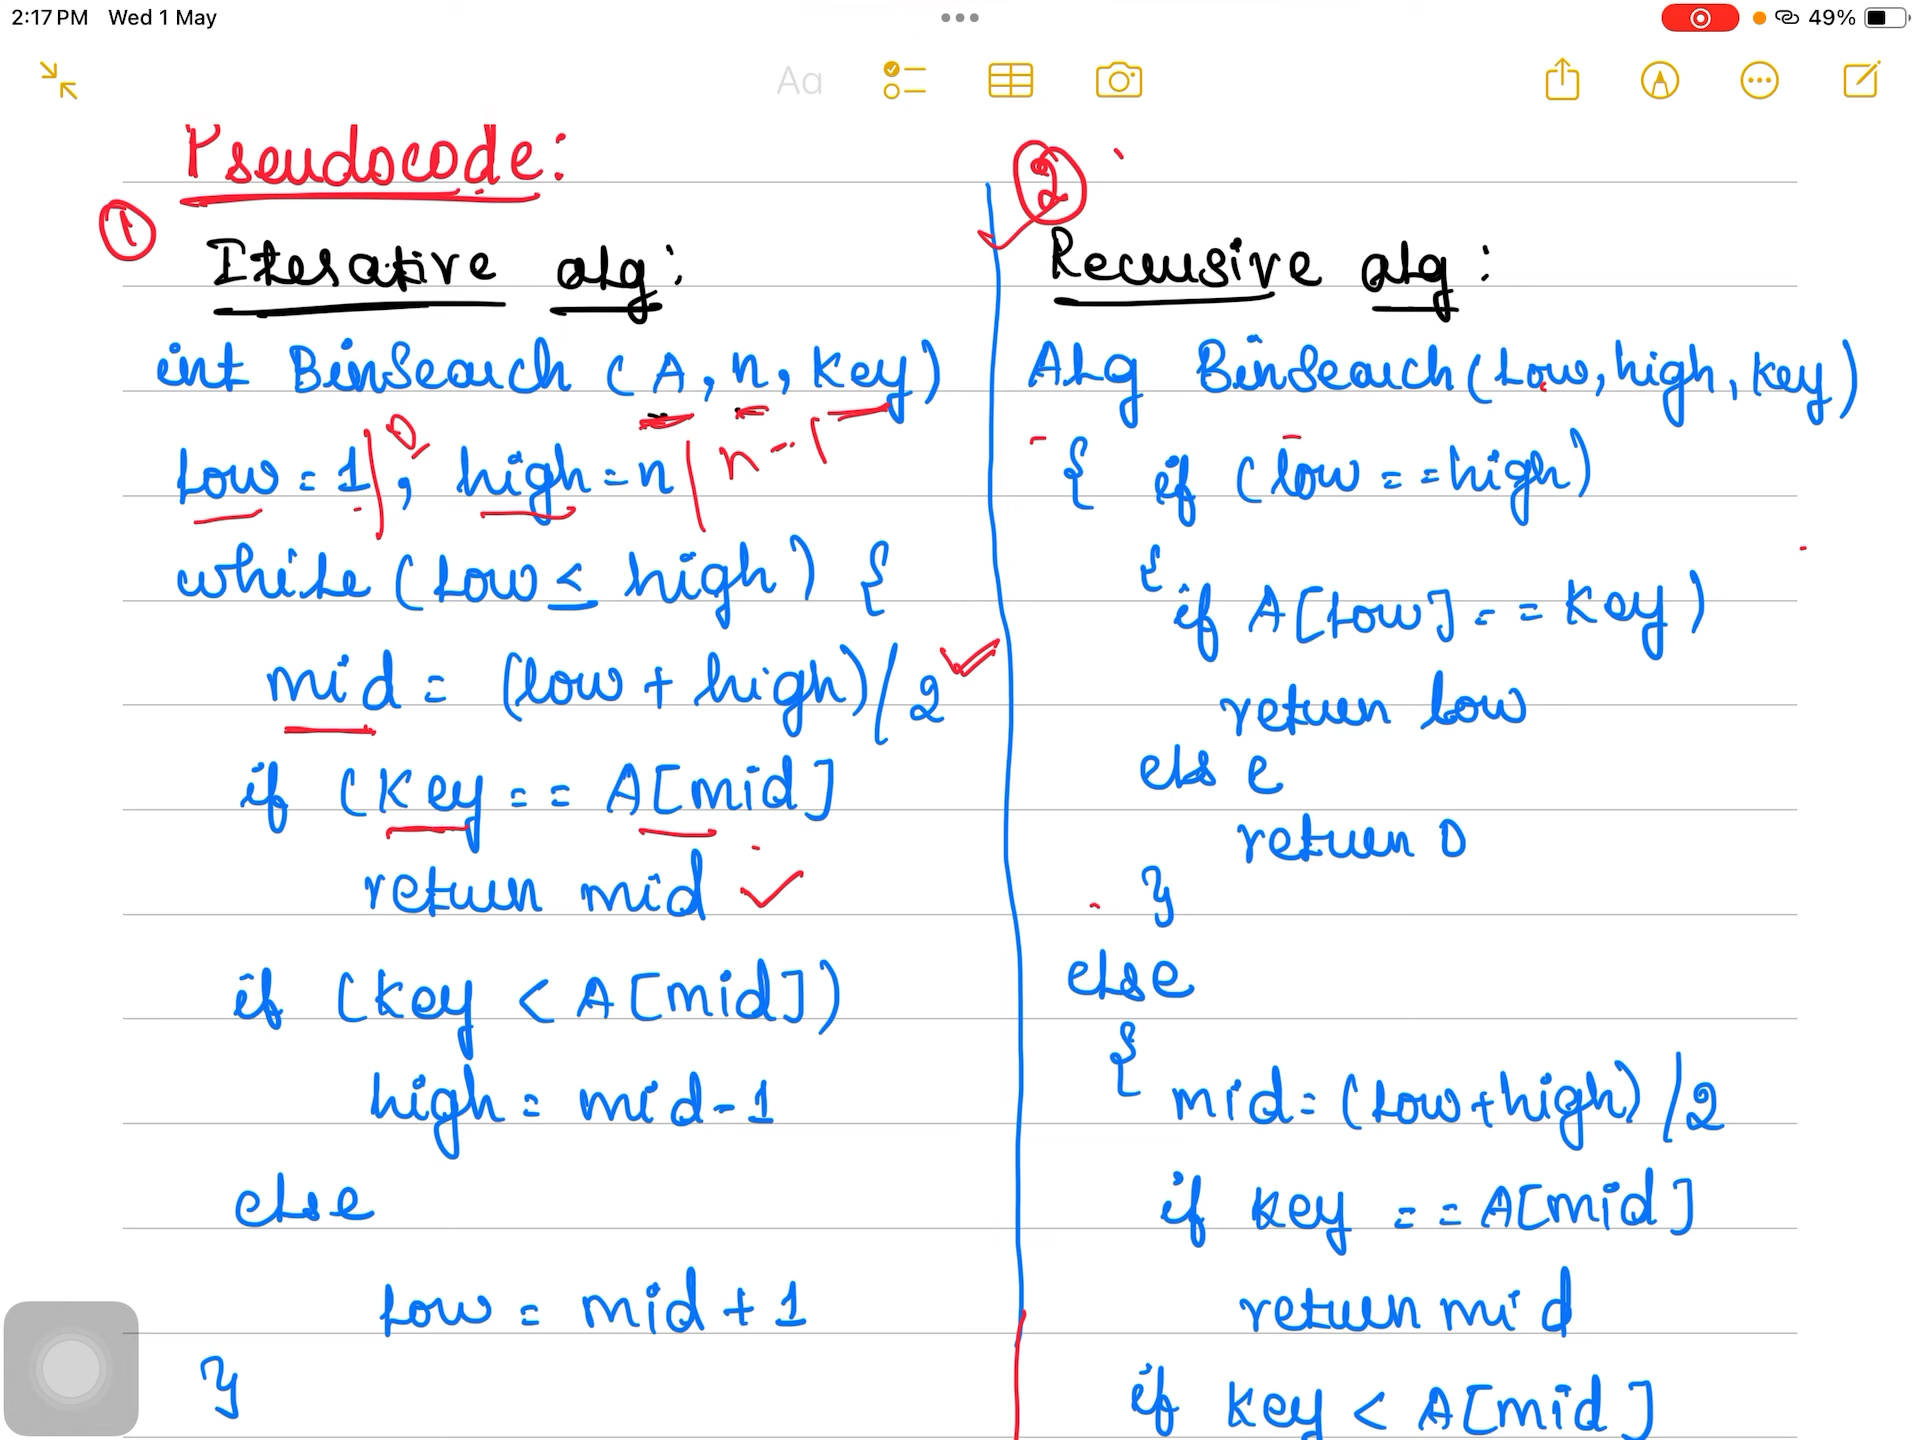 2:17 PM Wed 1 May
49%
Aa
Pseudocode:
1
Iterative alg:
int BinSearch (A, n, Key)
low = 1 | 0 ; high = n | n-1
while (low ≤ high) {
mid = (low + high)/2
if (Key == A[mid]
return mid
if (Key < A[mid])
high = mid-1
else
low = mid + 1
}
2
Recursive alg:
Alg BinSearch (low, high, key)
{ if (low == high)
{
if A[low] == Key)
return low
else
return 0
}
else
{
mid = (low+high)/2
if key == A[mid]
return mid
if key < A[mid]